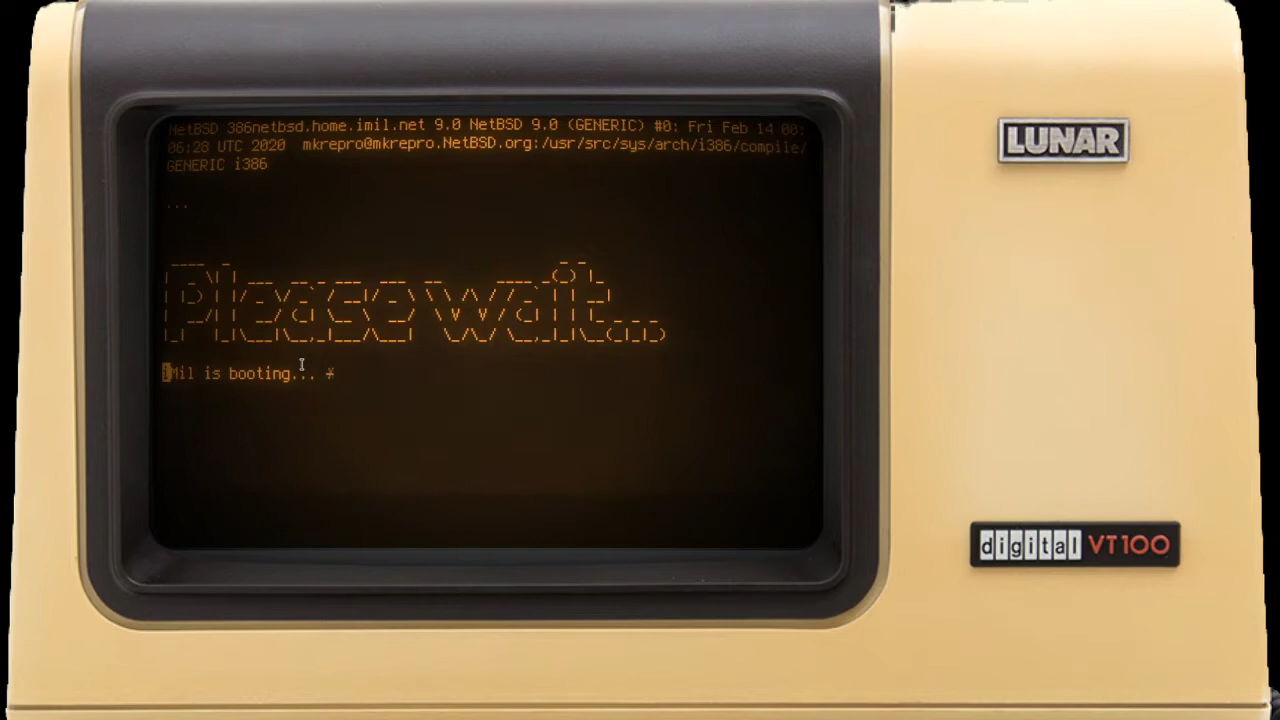 NetBSD 386netbsd.home.imil.net 9.0 NetBSD 9.0 (GENERIC) #0: Fri Feb 14 00:
06:28 UTC 2020  mkrepro@mkrepro.NetBSD.org:/usr/src/sys/arch/i386/compile/
GENERIC i386
...
Please wait...
iMil is booting...
LUNAR
digital VT100